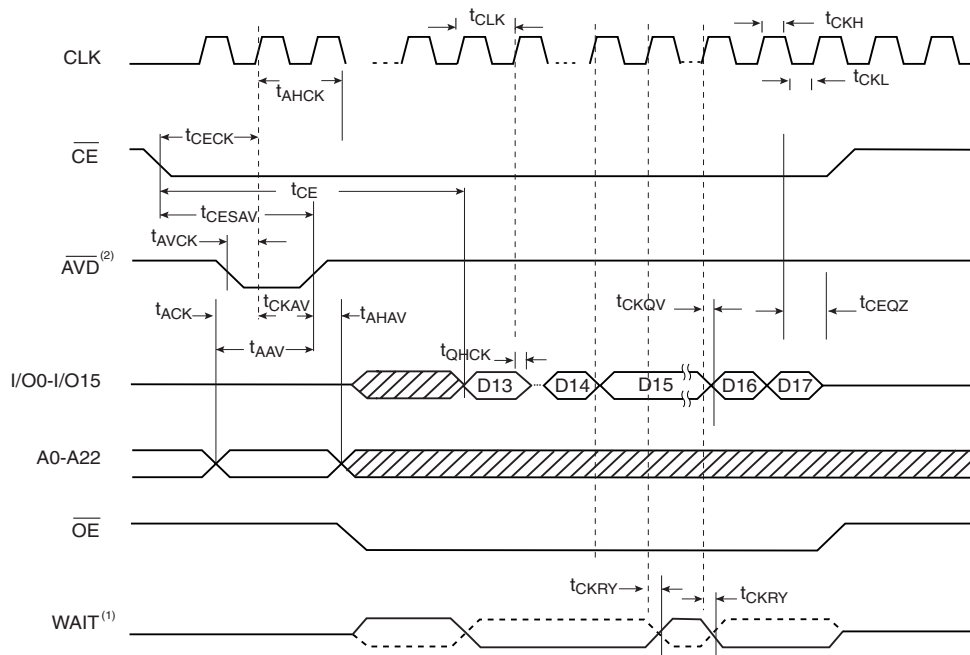 tCLK
tCKH
CLK
tCKL
tAHCK
tCECK
CE
tCE
tCESAV
tAVCK
AVD(2)
tCKAV
tACK
tAHAV
tCKQV
tCEQZ
tAAV
tQHCK
I/O0-I/O15
D13
D14
D15
D16
D17
A0-A22
OE
tCKRY
tCKRY
WAIT(1)